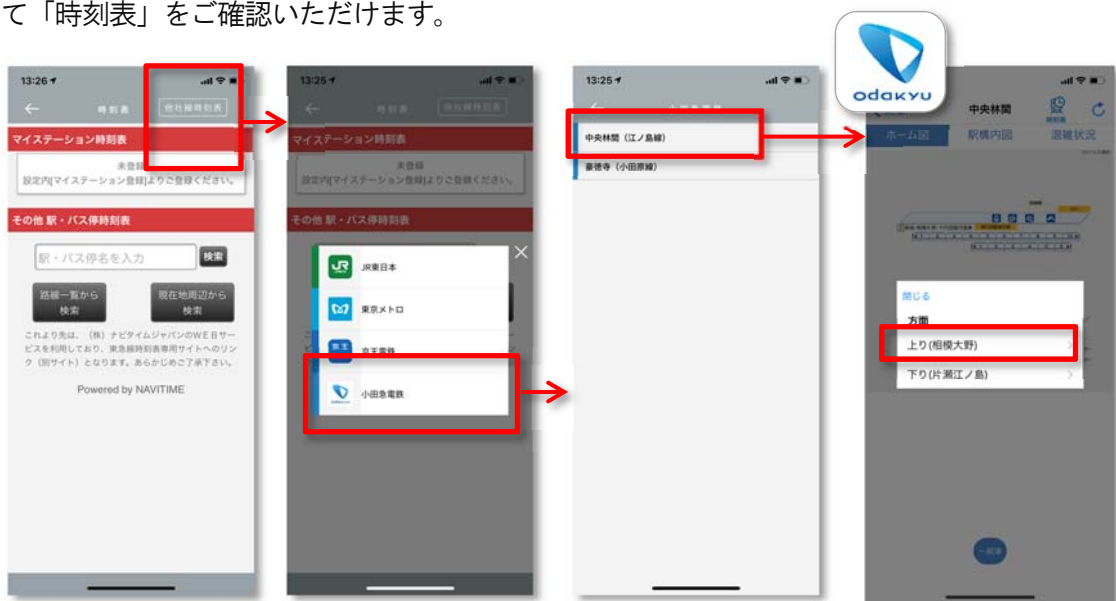 て「時刻表」をご確認いただけます。
13:26
時刻表
他社線時刻表
マイステーション時刻表
未登録
設定内[マイステーション登録]よりご登録ください。
その他 駅・バス停時刻表
駅・バス停名を入力
検索
路線一覧から
検索
現在地周辺から
検索
これより先は、(株)ナビタイムジャパンのWEBサー
ビスを利用しており、東急線時刻表専用サイトへのリン
ク(別サイト)となります。あらかじめご了承下さい。
Powered by NAVITIME
13:25
時刻表
他社線時刻表
マイステーション時刻表
未登録
設定内[マイステーション登録]よりご登録ください。
その他 駅・バス停時刻表
JR
JR東日本
東京メトロ
京王
京王電鉄
odakyu
小田急電鉄
13:25
小田急電鉄
中央林間(江ノ島線)
豪徳寺(小田原線)
odakyu
中央林間
時刻表
ホーム図
駅構内図
混雑状況
閉じる
方面
上り(相模大野)
下り(片瀬江ノ島)